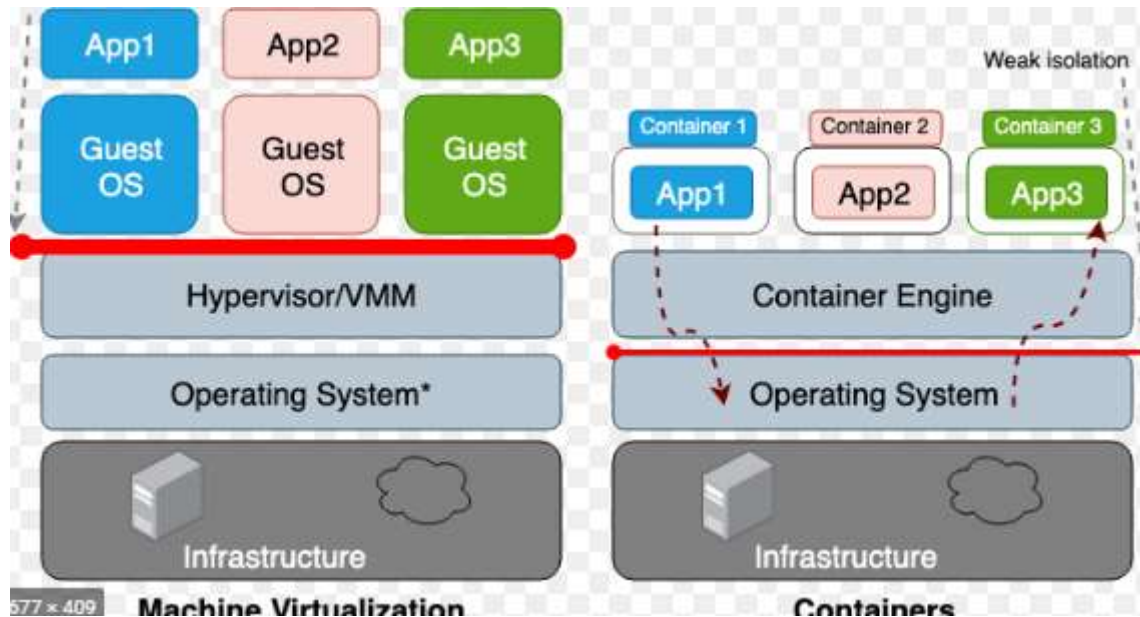 App1
App2
App3
Guest
OS
Guest
OS
Guest
OS
Hypervisor/VMM
Operating System*
Infrastructure
Machine Virtualization
577 × 409
Weak isolation
Container 1
Container 2
Container 3
App1
App2
App3
Container Engine
Operating System
Infrastructure
Containers